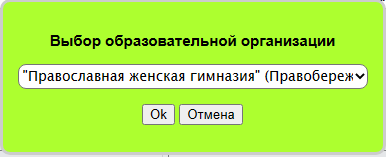 Выбор образовательной организации
"Православная женская гимназия" (Правобереж
Ok Отмена